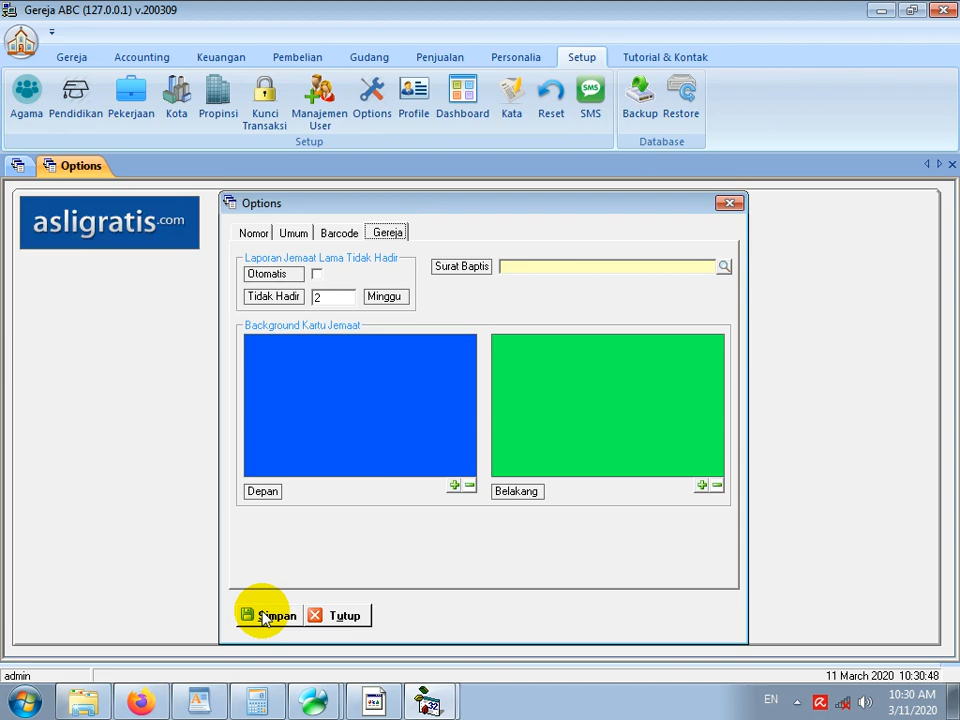 Gereja ABC (127.0.0.1) v.200309
Gereja
Accounting
Keuangan
Pembelian
Gudang
Penjualan
Personalia
Setup
Tutorial & Kontak
Agama
Pendidikan
Pekerjaan
Kota
Propinsi
Kunci
Transaksi
Manajemen
User
Options
Profile
Dashboard
Kata
Reset
SMS
SMS
Backup
Restore
Setup
Database
Options
asligratis.com
Options
Nomor
Umum
Barcode
Gereja
Laporan Jemaat Lama Tidak Hadir
Otomatis
Tidak Hadir
2
Minggu
Surat Baptis
Background Kartu Jemaat
Depan
Belakang
Simpan
Tutup
admin
11 March 2020 10:30:48
32
EN
10:30 AM
3/11/2020